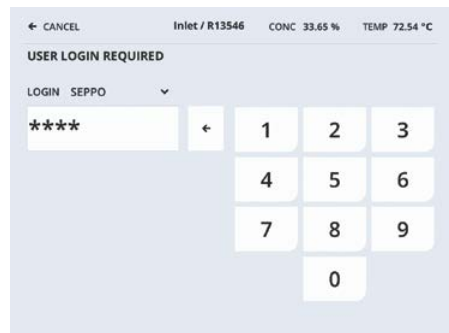 ← CANCEL Inlet / R13546 CONC 33.65 % TEMP 72.54 °C
USER LOGIN REQUIRED
LOGIN SEPPO
**** ← 1 2 3
4 5 6
7 8 9
0